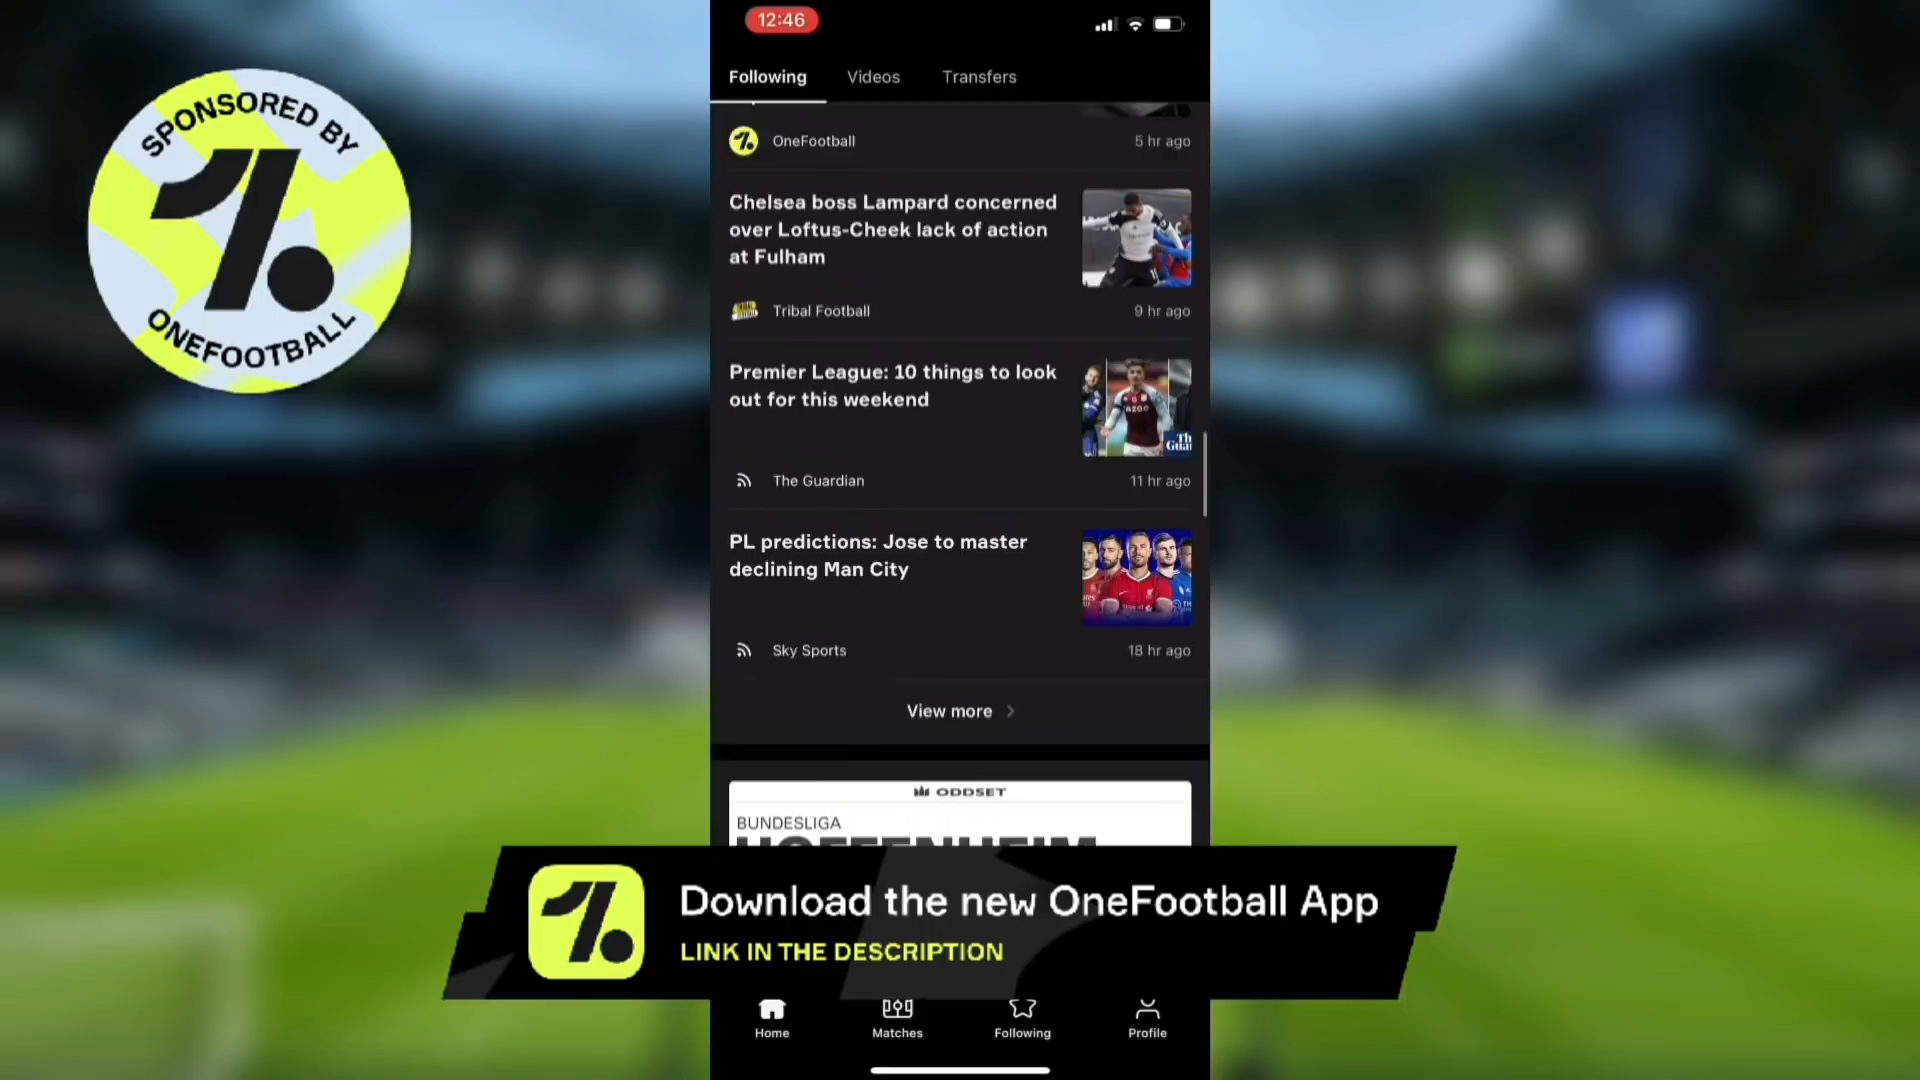 SPONSORED BY
ONEFOOTBALL
12:46
Following
Videos
Transfers
OneFootball
5 hr ago
Chelsea boss Lampard concerned
over Loftus-Cheek lack of action
at Fulham
Tribal Football
9 hr ago
Premier League: 10 things to look
out for this weekend
The Guardian
11 hr ago
PL predictions: Jose to master
declining Man City
Sky Sports
18 hr ago
View more
ODDSET
BUNDESLIGA
HOFFENHEIM
Download the new OneFootball App
LINK IN THE DESCRIPTION
Home
Matches
Following
Profile